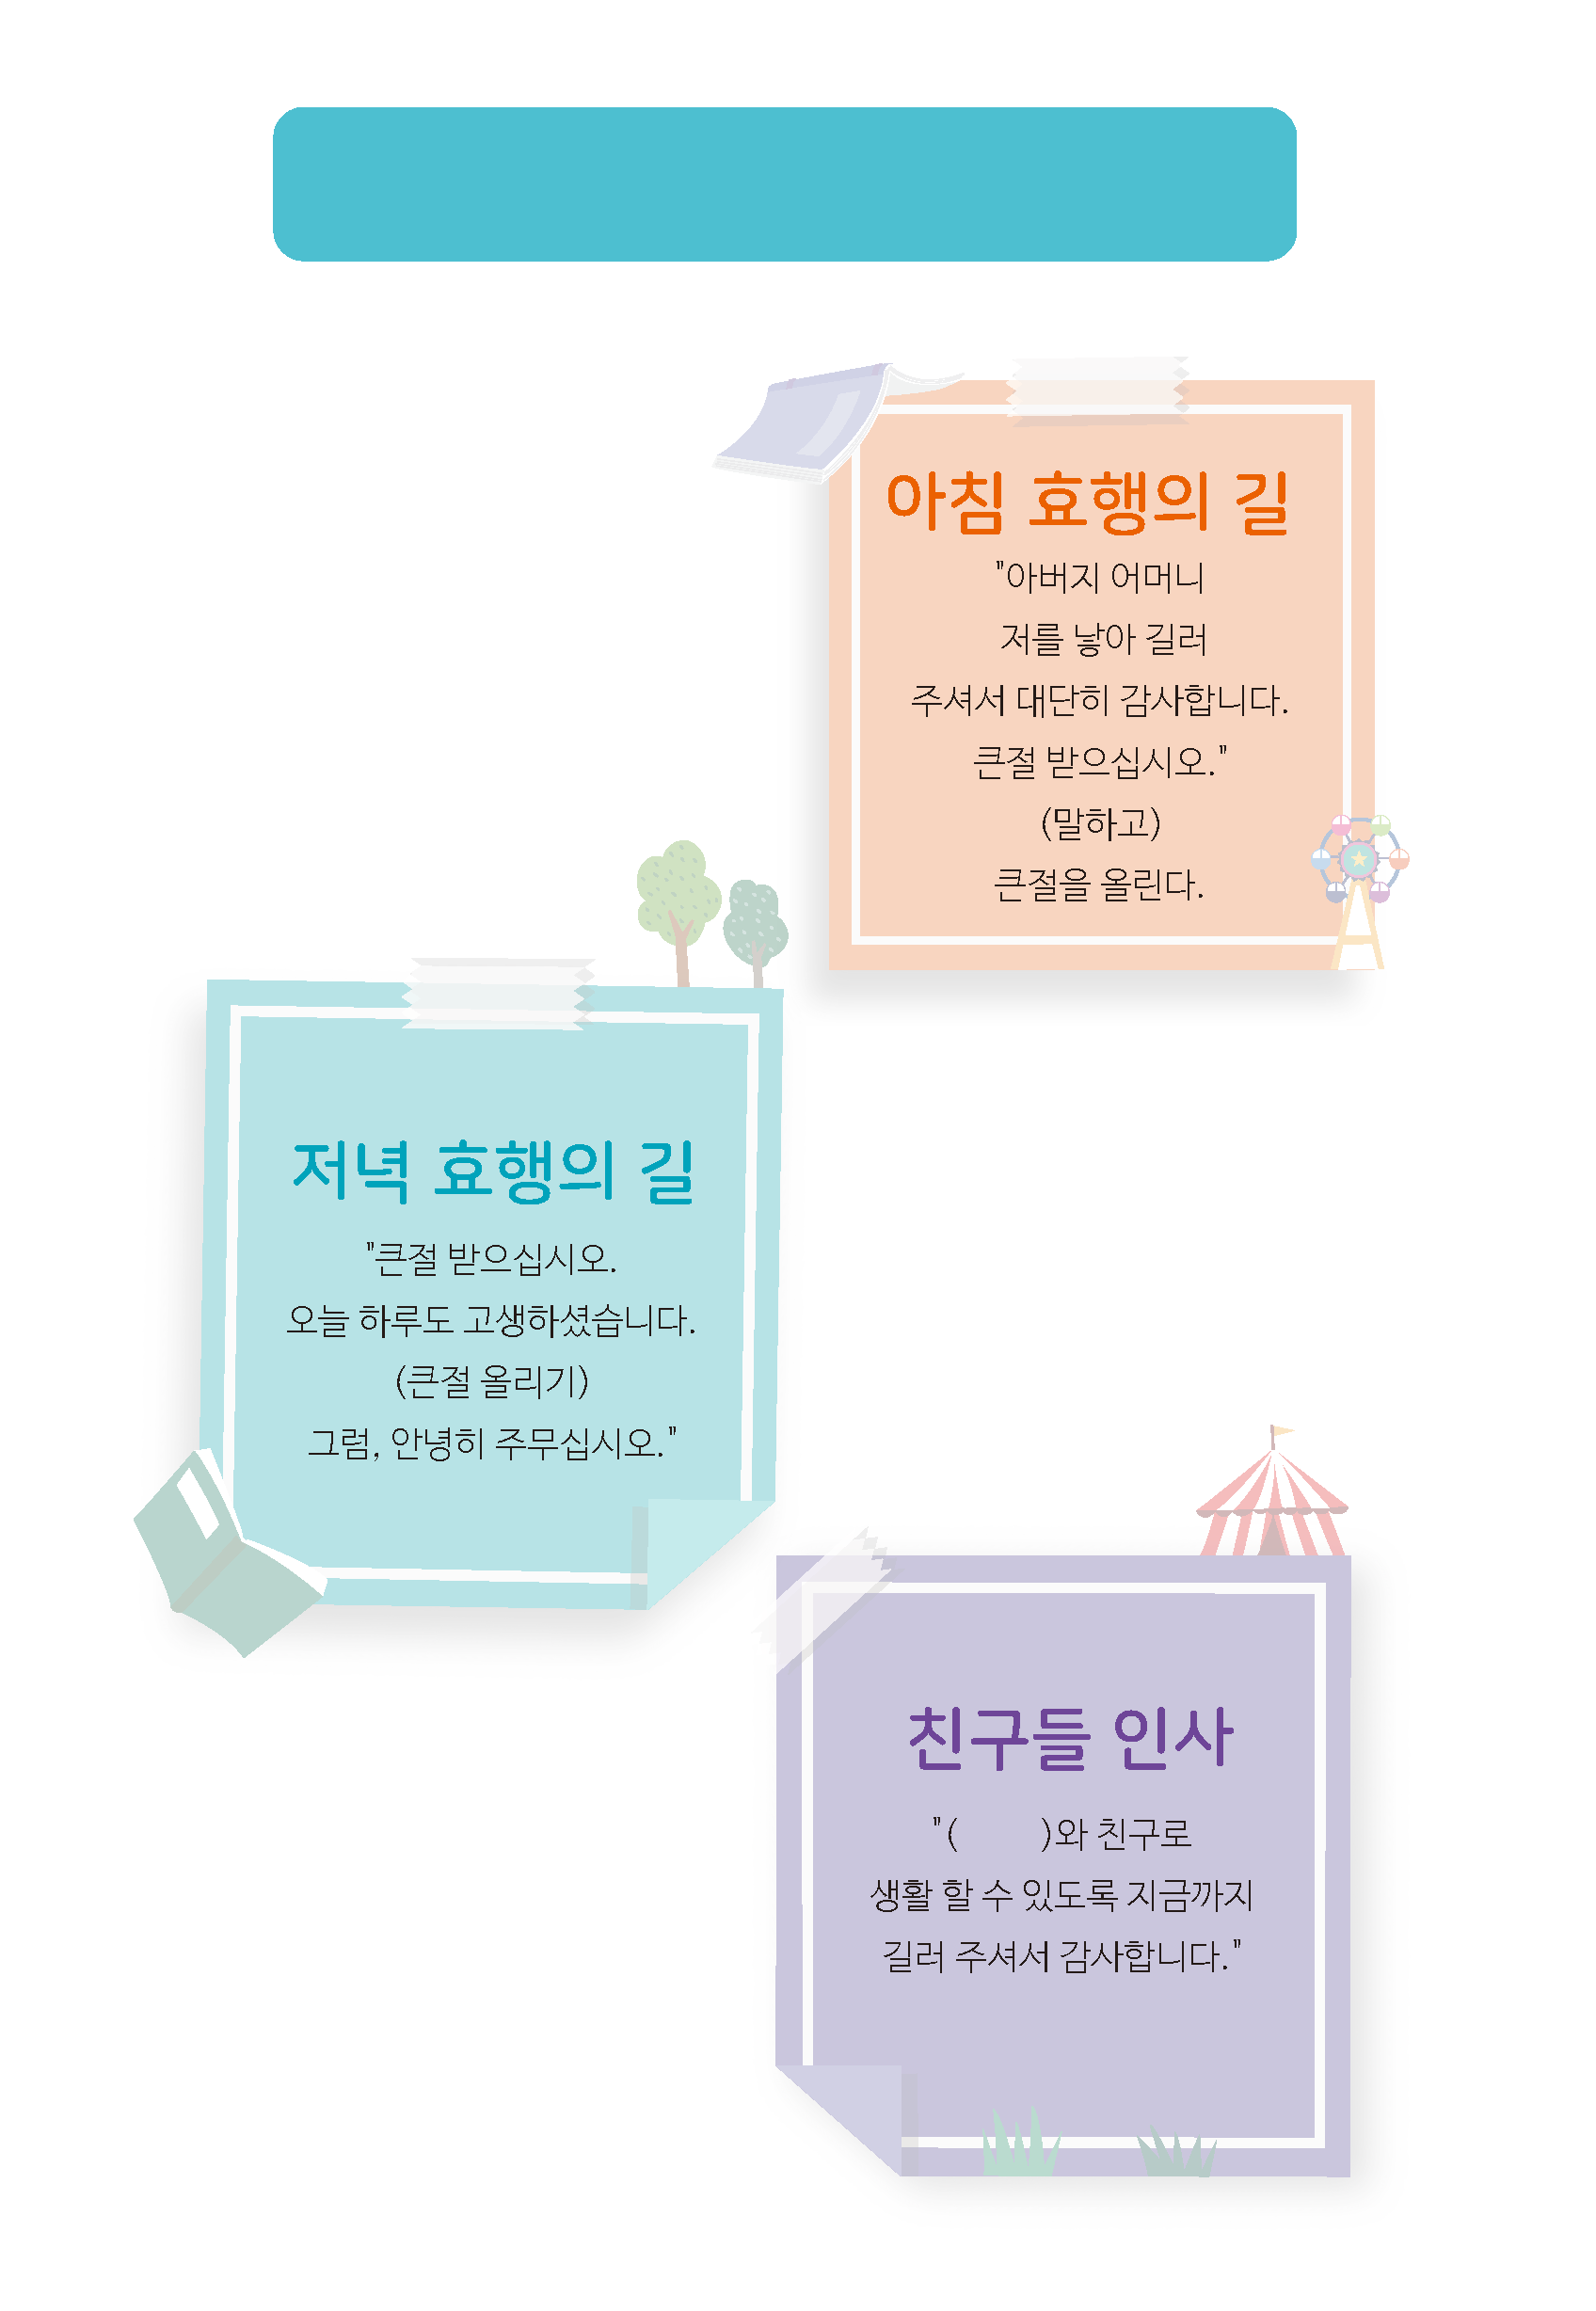 아침 효행의 길
"아버지 어머니
저를 낳아 길러
주셔서 대단히 감사합니다.
큰절 받으십시오."
(말하고)
큰절을 올린다.
저녁 효행의 길
"큰절 받으십시오.
오늘 하루도 고생하셨습니다.
(큰절 올리기)
그럼, 안녕히 주무십시오."
친구들 인사
"(      )와 친구로
생활 할 수 있도록 지금까지
길러 주셔서 감사합니다."